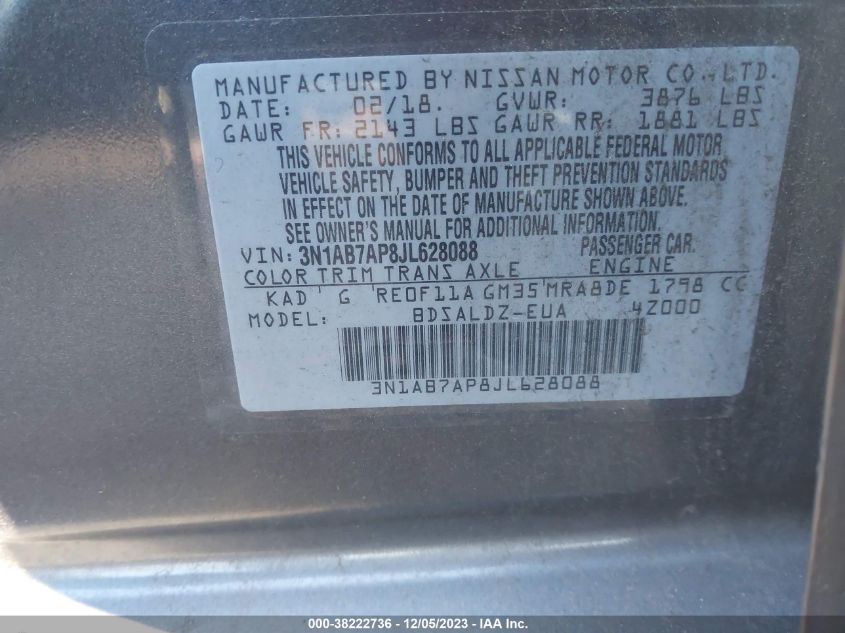 MANUFACTURED BY NISSAN MOTOR CO., LTD.
DATE: 02/18. GVWR: 3876 LBS
GAWR FR: 2143 LBS GAWR RR: 1881 LBS
THIS VEHICLE CONFORMS TO ALL APPLICABLE FEDERAL MOTOR
VEHICLE SAFETY, BUMPER AND THEFT PREVENTION STANDARDS
IN EFFECT ON THE DATE OF MANUFACTURE SHOWN ABOVE.
SEE OWNER'S MANUAL FOR ADDITIONAL INFORMATION.
VIN: 3N1AB7AP8JL628088 PASSENGER CAR.
COLOR TRIM TRANS AXLE ENGINE
KAD G RE0F11A GM35 MRA8DE 1798 CC
MODEL: BDSALDZ-EUA 4Z000
3N1AB7AP8JL628088
000-38222736 - 12/05/2023 - IAAI.com.